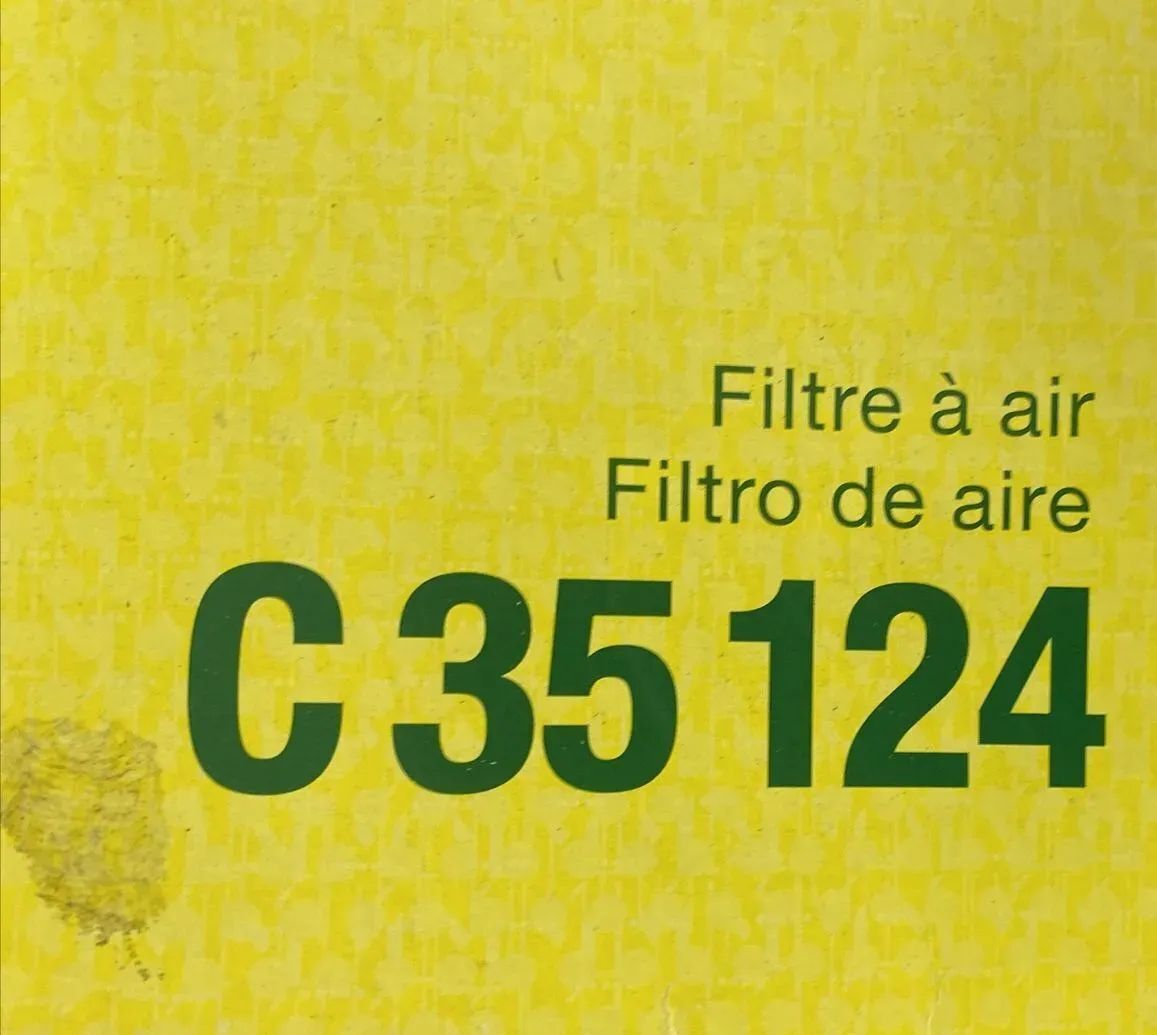 Filtre à air
Filtro de aire
C 35 124